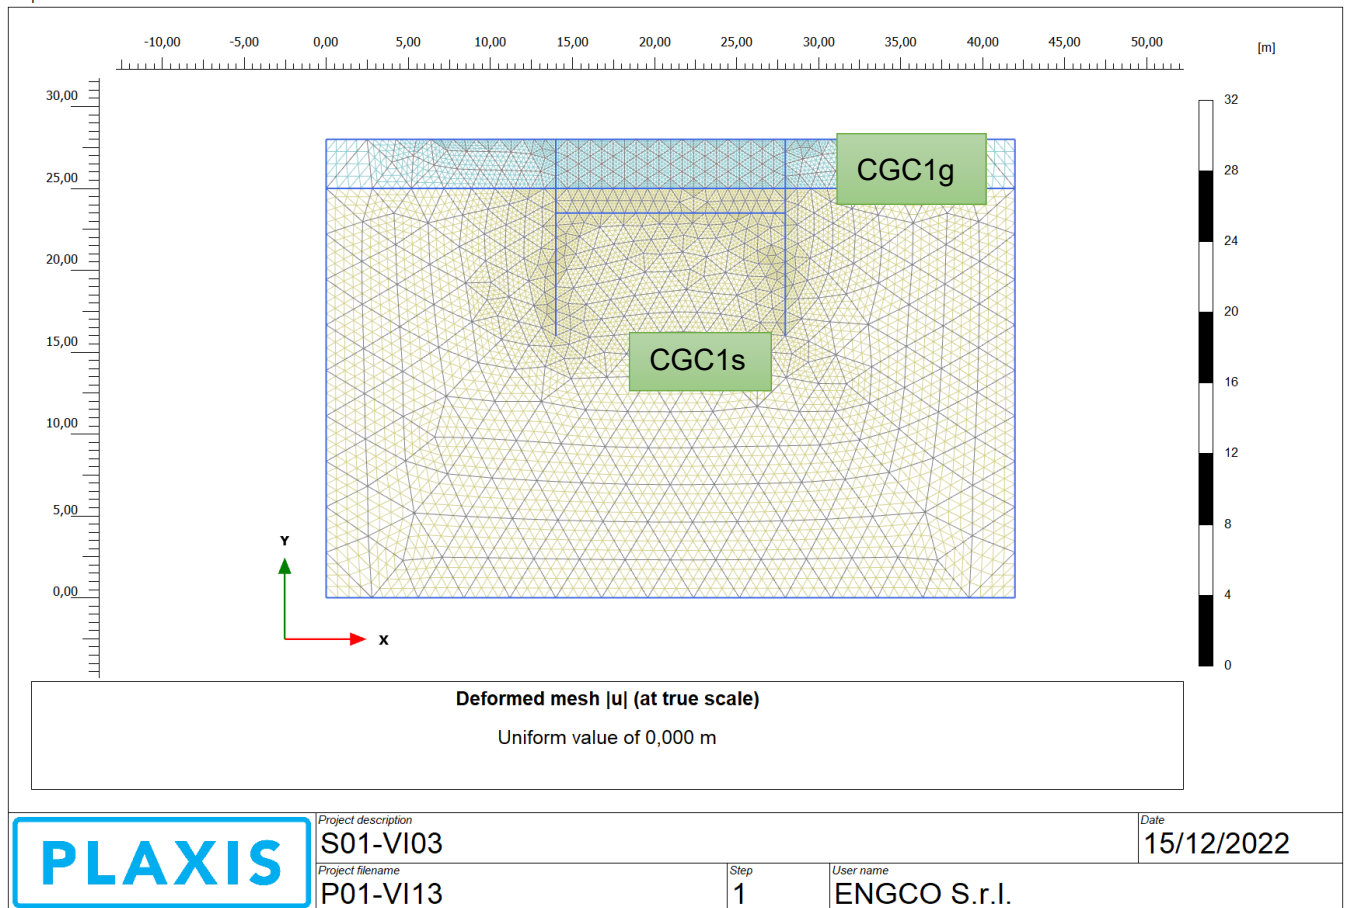 -10,00 -5,00 0,00 5,00 10,00 15,00 20,00 25,00 30,00 35,00 40,00 45,00 50,00
[m]
30,00
25,00
20,00
15,00
10,00
5,00
0,00
CGC1g
CGC1s
Y
X
32
28
24
20
16
12
8
4
0
Deformed mesh |u| (at true scale)
Uniform value of 0,000 m
PLAXIS
Project description
S01-VI03
Date
15/12/2022
Project filename
P01-VI13
Step
1
User name
ENGCO S.r.l.